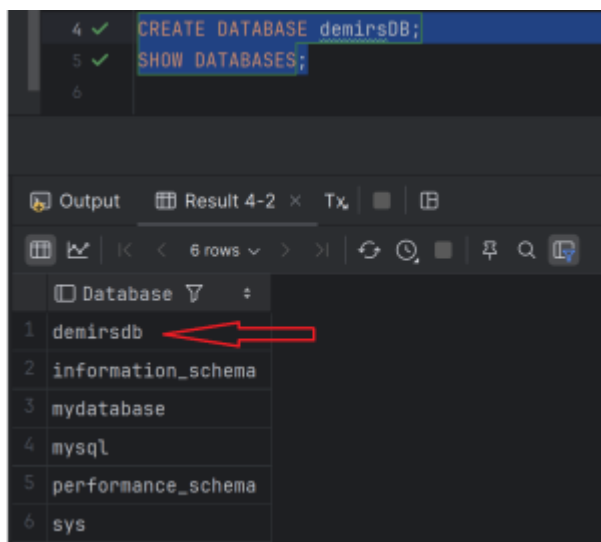 4 CREATE DATABASE demirsDB;
5 SHOW DATABASES;
6
Output Result 4-2 × Tx
6 rows
Database
1 demirsdb
2 information_schema
3 mydatabase
4 mysql
5 performance_schema
6 sys